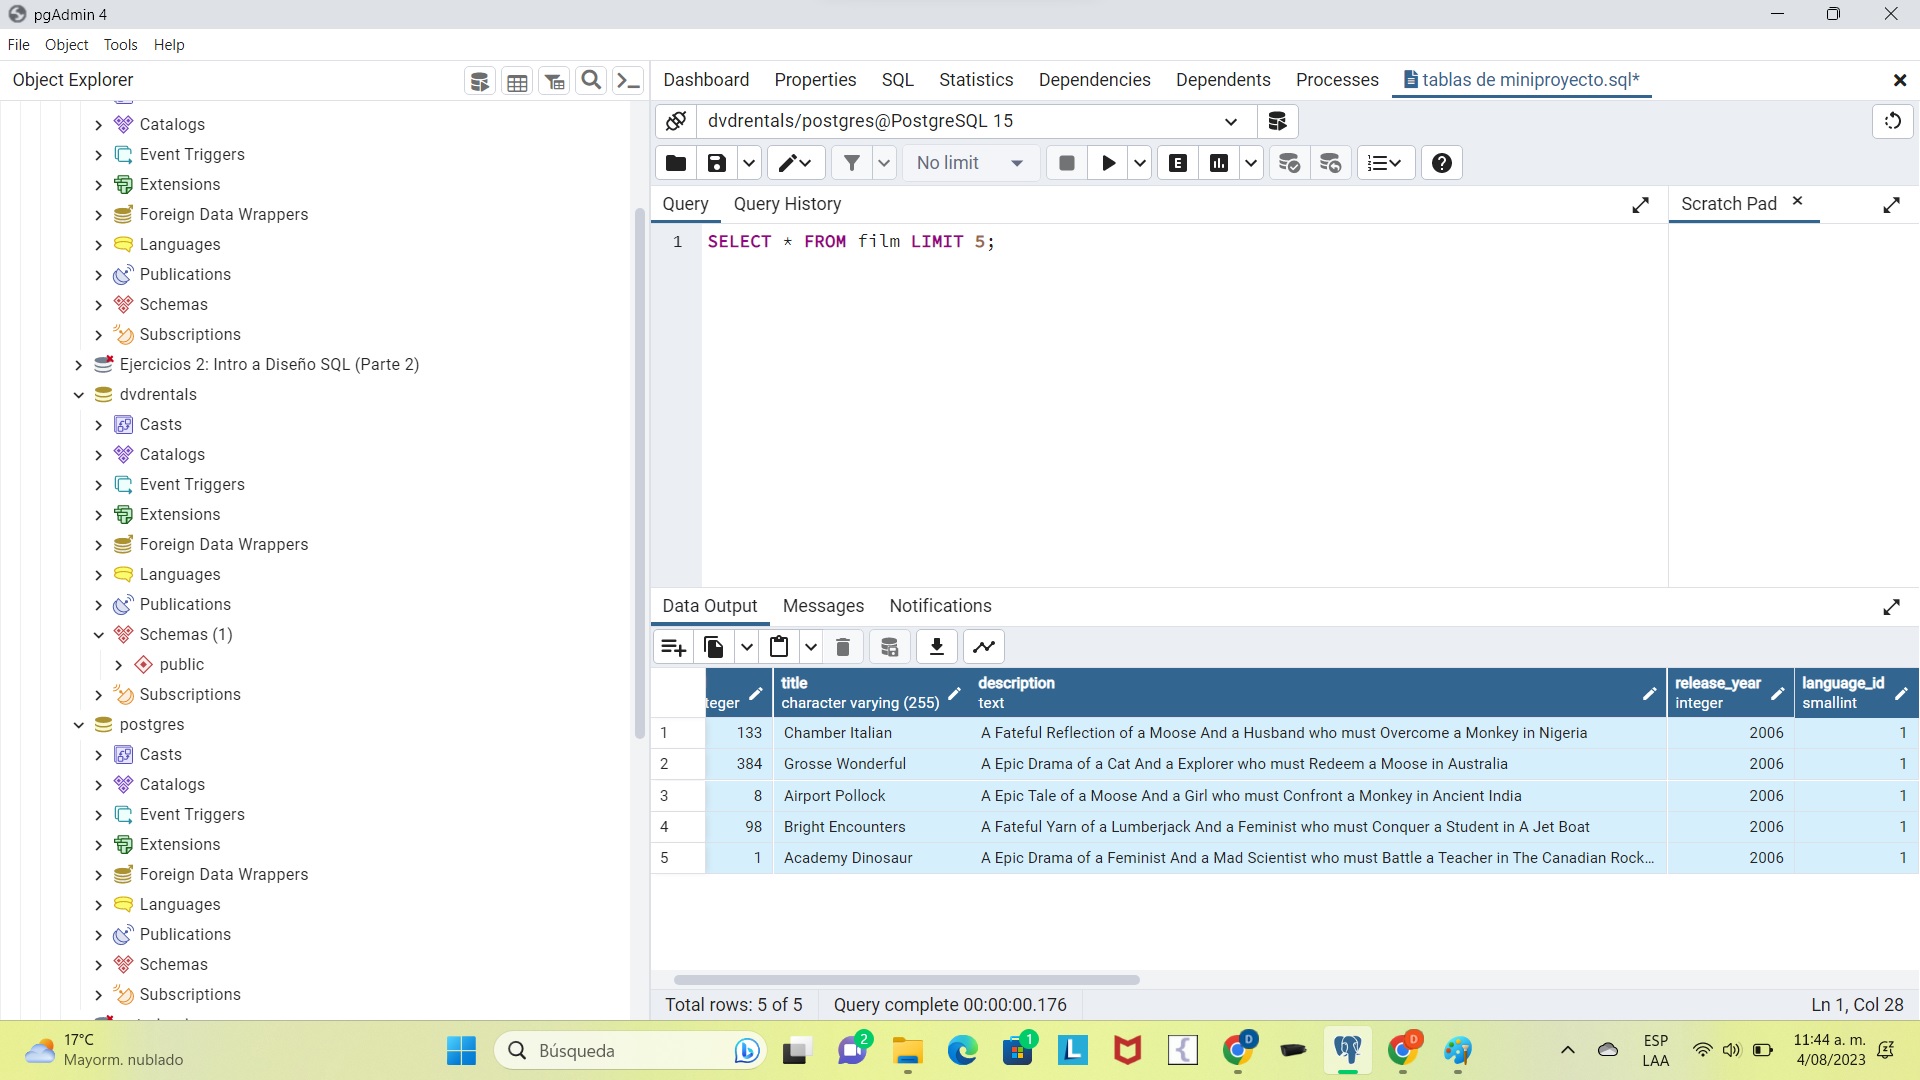 pgAdmin 4
File Object Tools Help
Object Explorer
Dashboard Properties SQL Statistics Dependencies Dependents Processes tablas de miniproyecto.sql*
Catalogs
Event Triggers
Extensions
Foreign Data Wrappers
Languages
Publications
Schemas
Subscriptions
Ejercicios 2: Intro a Diseño SQL (Parte 2)
dvdrentals
Casts
Catalogs
Event Triggers
Extensions
Foreign Data Wrappers
Languages
Publications
Schemas (1)
public
Subscriptions
postgres
Casts
Catalogs
Event Triggers
Extensions
Foreign Data Wrappers
Languages
Publications
Schemas
Subscriptions
dvdrentals/postgres@PostgreSQL 15
No limit
E
Query Query History
Scratch Pad
1 SELECT * FROM film LIMIT 5;
Data Output Messages Notifications
title description release_year language_id
teger character varying (255) text integer smallint
1 133 Chamber Italian A Fateful Reflection of a Moose And a Husband who must Overcome a Monkey in Nigeria 2006 1
2 384 Grosse Wonderful A Epic Drama of a Cat And a Explorer who must Redeem a Moose in Australia 2006 1
3 8 Airport Pollock A Epic Tale of a Moose And a Girl who must Confront a Monkey in Ancient India 2006 1
4 98 Bright Encounters A Fateful Yarn of a Lumberjack And a Feminist who must Conquer a Student in A Jet Boat 2006 1
5 1 Academy Dinosaur A Epic Drama of a Feminist And a Mad Scientist who must Battle a Teacher in The Canadian Rock... 2006 1
Total rows: 5 of 5 Query complete 00:00:00.176 Ln 1, Col 28
17°C
Mayorm. nublado
Búsqueda
2
1
L
D
D
ESP
LAA
11:44 a. m.
4/08/2023